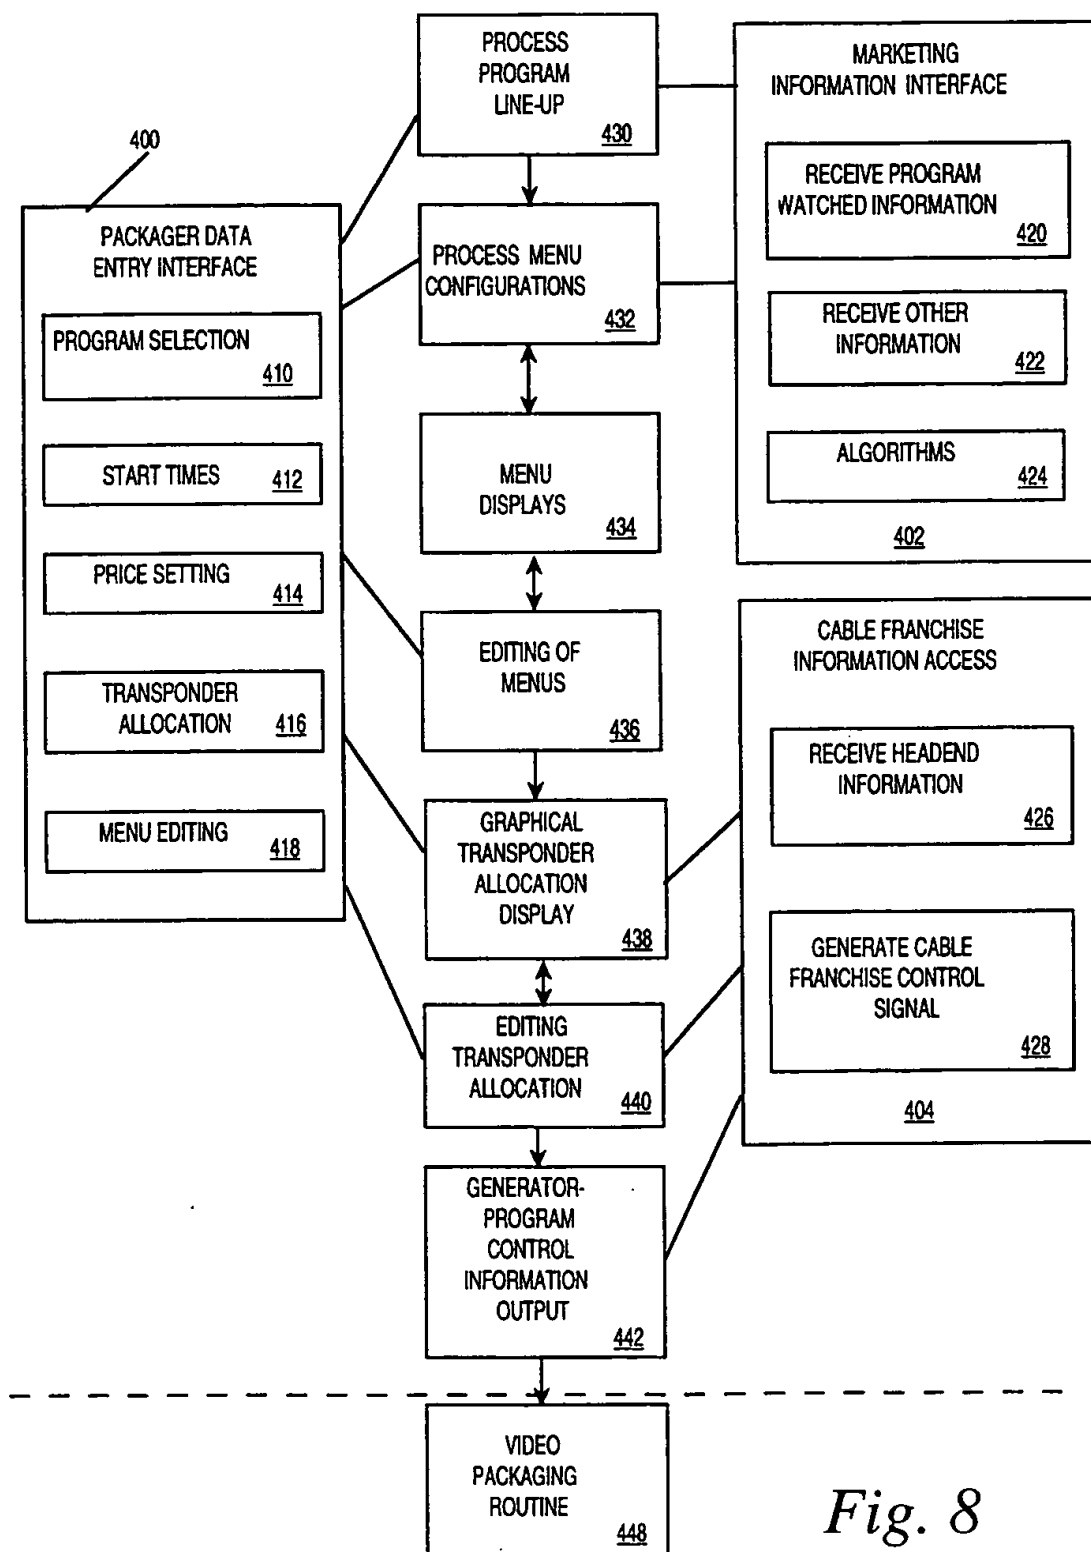 400
PACKAGER DATA
ENTRY INTERFACE
PROGRAM SELECTION
410
START TIMES
412
PRICE SETTING
414
TRANSPONDER
ALLOCATION
416
MENU EDITING
418
PROCESS
PROGRAM
LINE-UP
430
PROCESS MENU
CONFIGURATIONS
432
MENU
DISPLAYS
434
EDITING OF
MENUS
436
GRAPHICAL
TRANSPONDER
ALLOCATION
DISPLAY
438
EDITING
TRANSPONDER
ALLOCATION
440
GENERATOR-
PROGRAM
CONTROL
INFORMATION
OUTPUT
442
VIDEO
PACKAGING
ROUTINE
448
MARKETING
INFORMATION INTERFACE
RECEIVE PROGRAM
WATCHED INFORMATION
420
RECEIVE OTHER
INFORMATION
422
ALGORITHMS
424
402
CABLE FRANCHISE
INFORMATION ACCESS
RECEIVE HEADEND
INFORMATION
426
GENERATE CABLE
FRANCHISE CONTROL
SIGNAL
428
404
Fig. 8